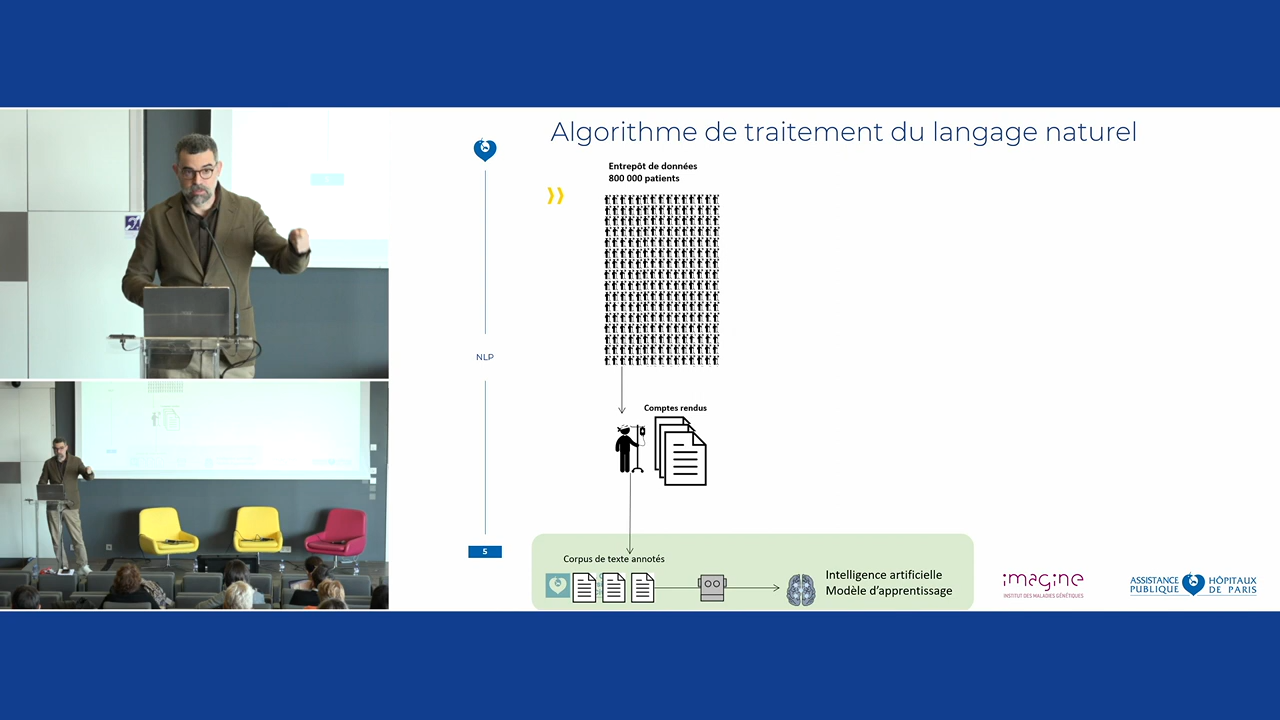 Algorithme de traitement du langage naturel
Entrepôt de données
800 000 patients
NLP
Comptes rendus
5
Corpus de texte annotés
Intelligence artificielle
Modèle d'apprentissage
imagine
INSTITUT DES MALADIES GÉNÉTIQUES
ASSISTANCE PUBLIQUE HÔPITAUX DE PARIS